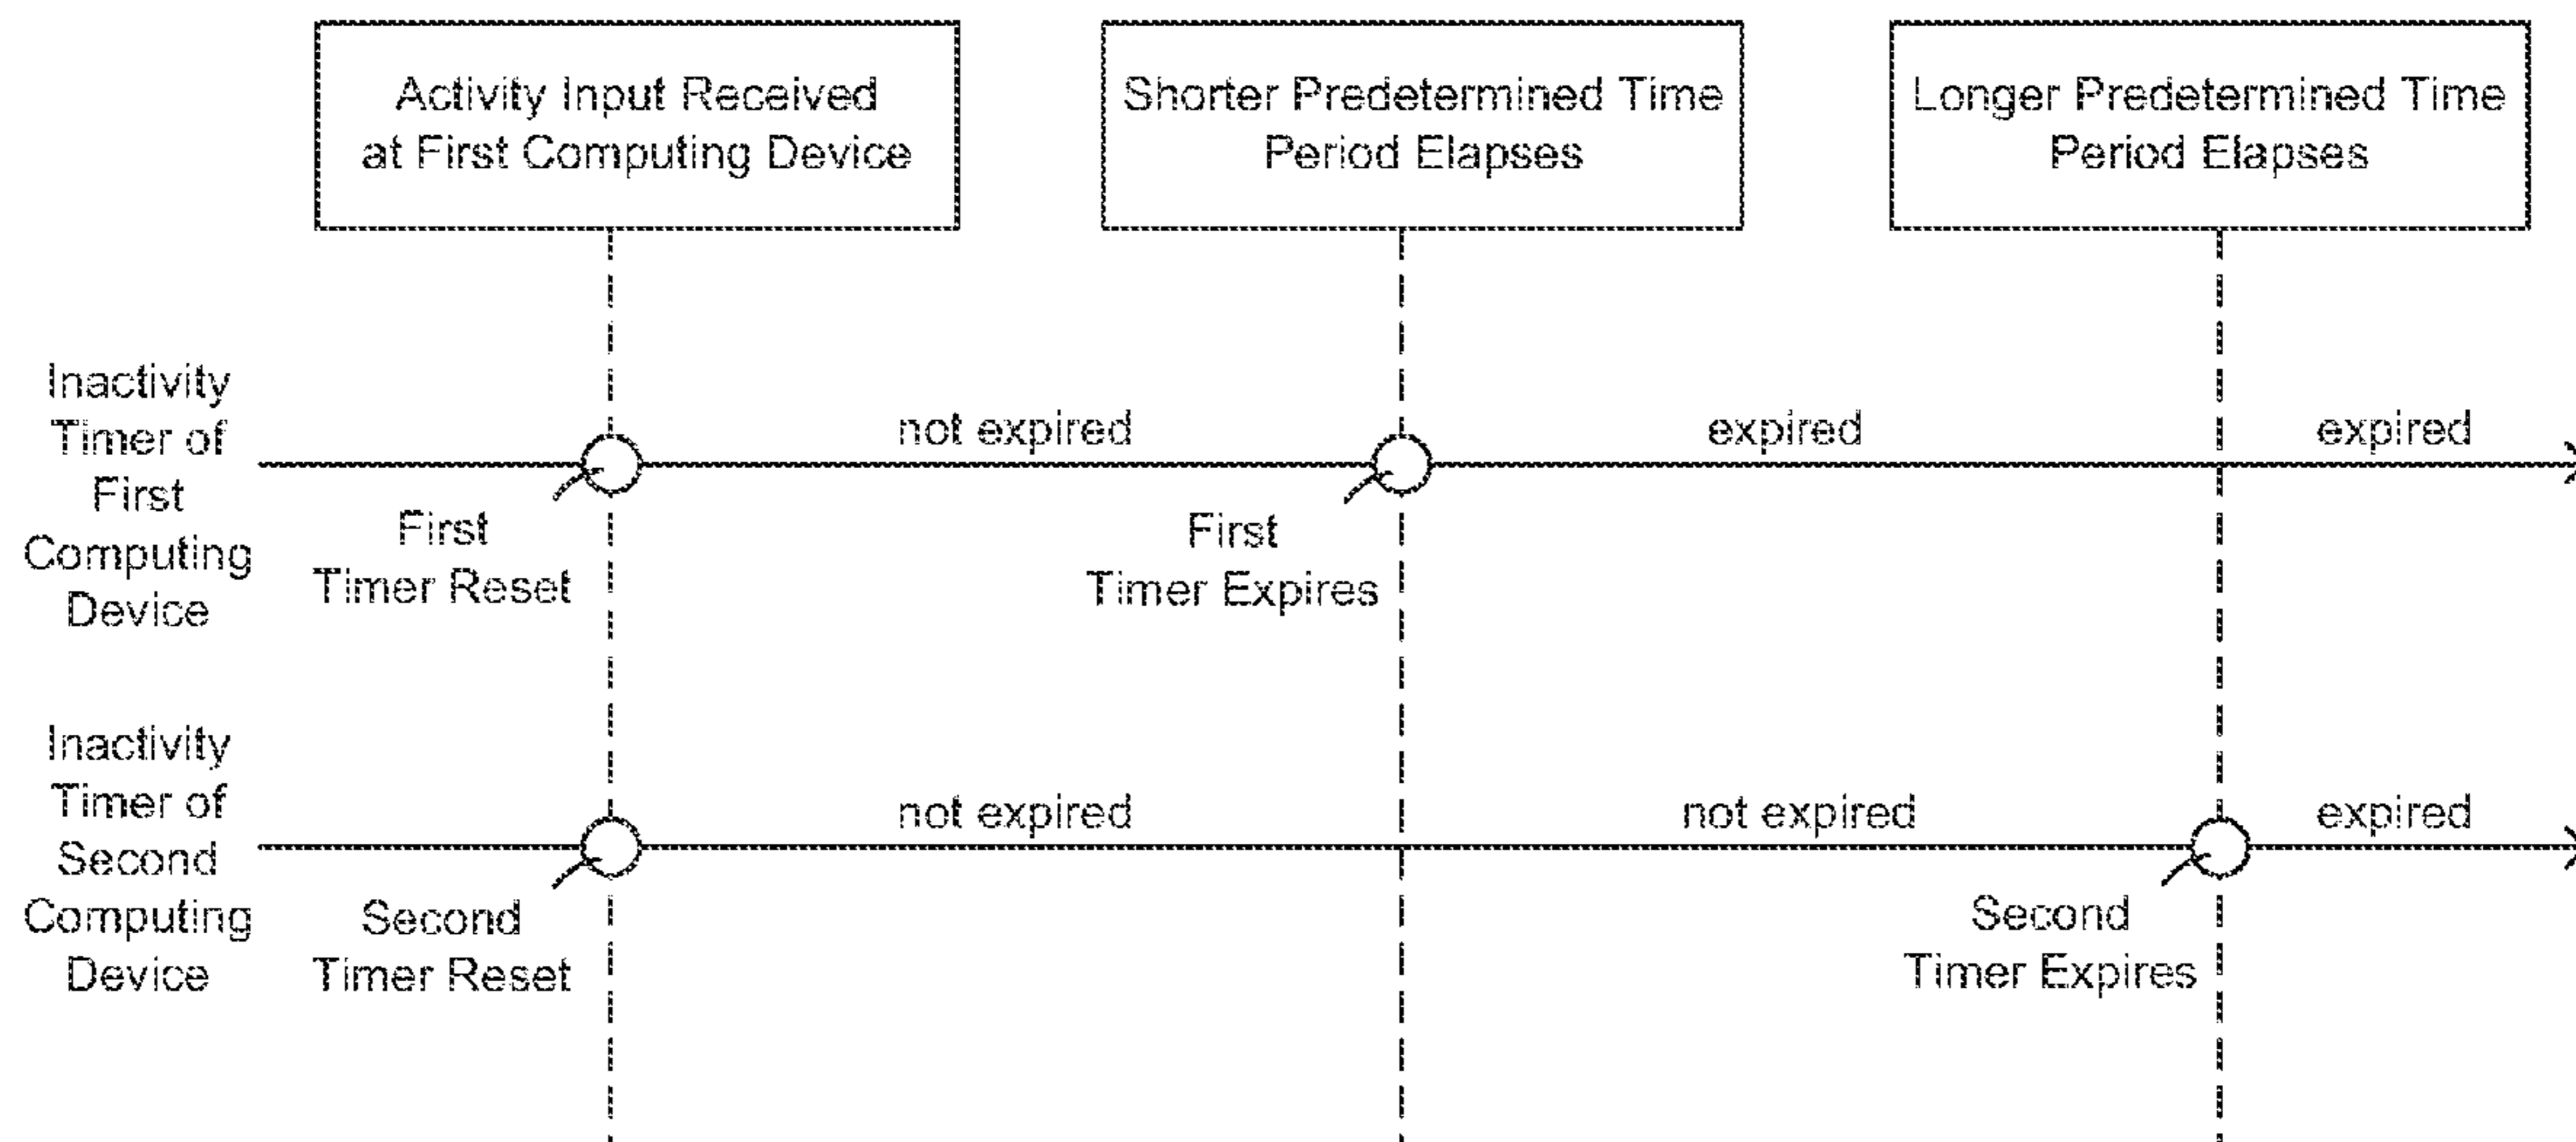 Activity Input Received
at First Computing Device
Shorter Predetermined Time
Period Elapses
Longer Predetermined Time
Period Elapses
Inactivity
Timer of
First
Computing
Device
not expired
expired
expired
First
Timer Reset
First
Timer Expires
Inactivity
Timer of
Second
Computing
Device
not expired
not expired
expired
Second
Timer Reset
Second
Timer Expires